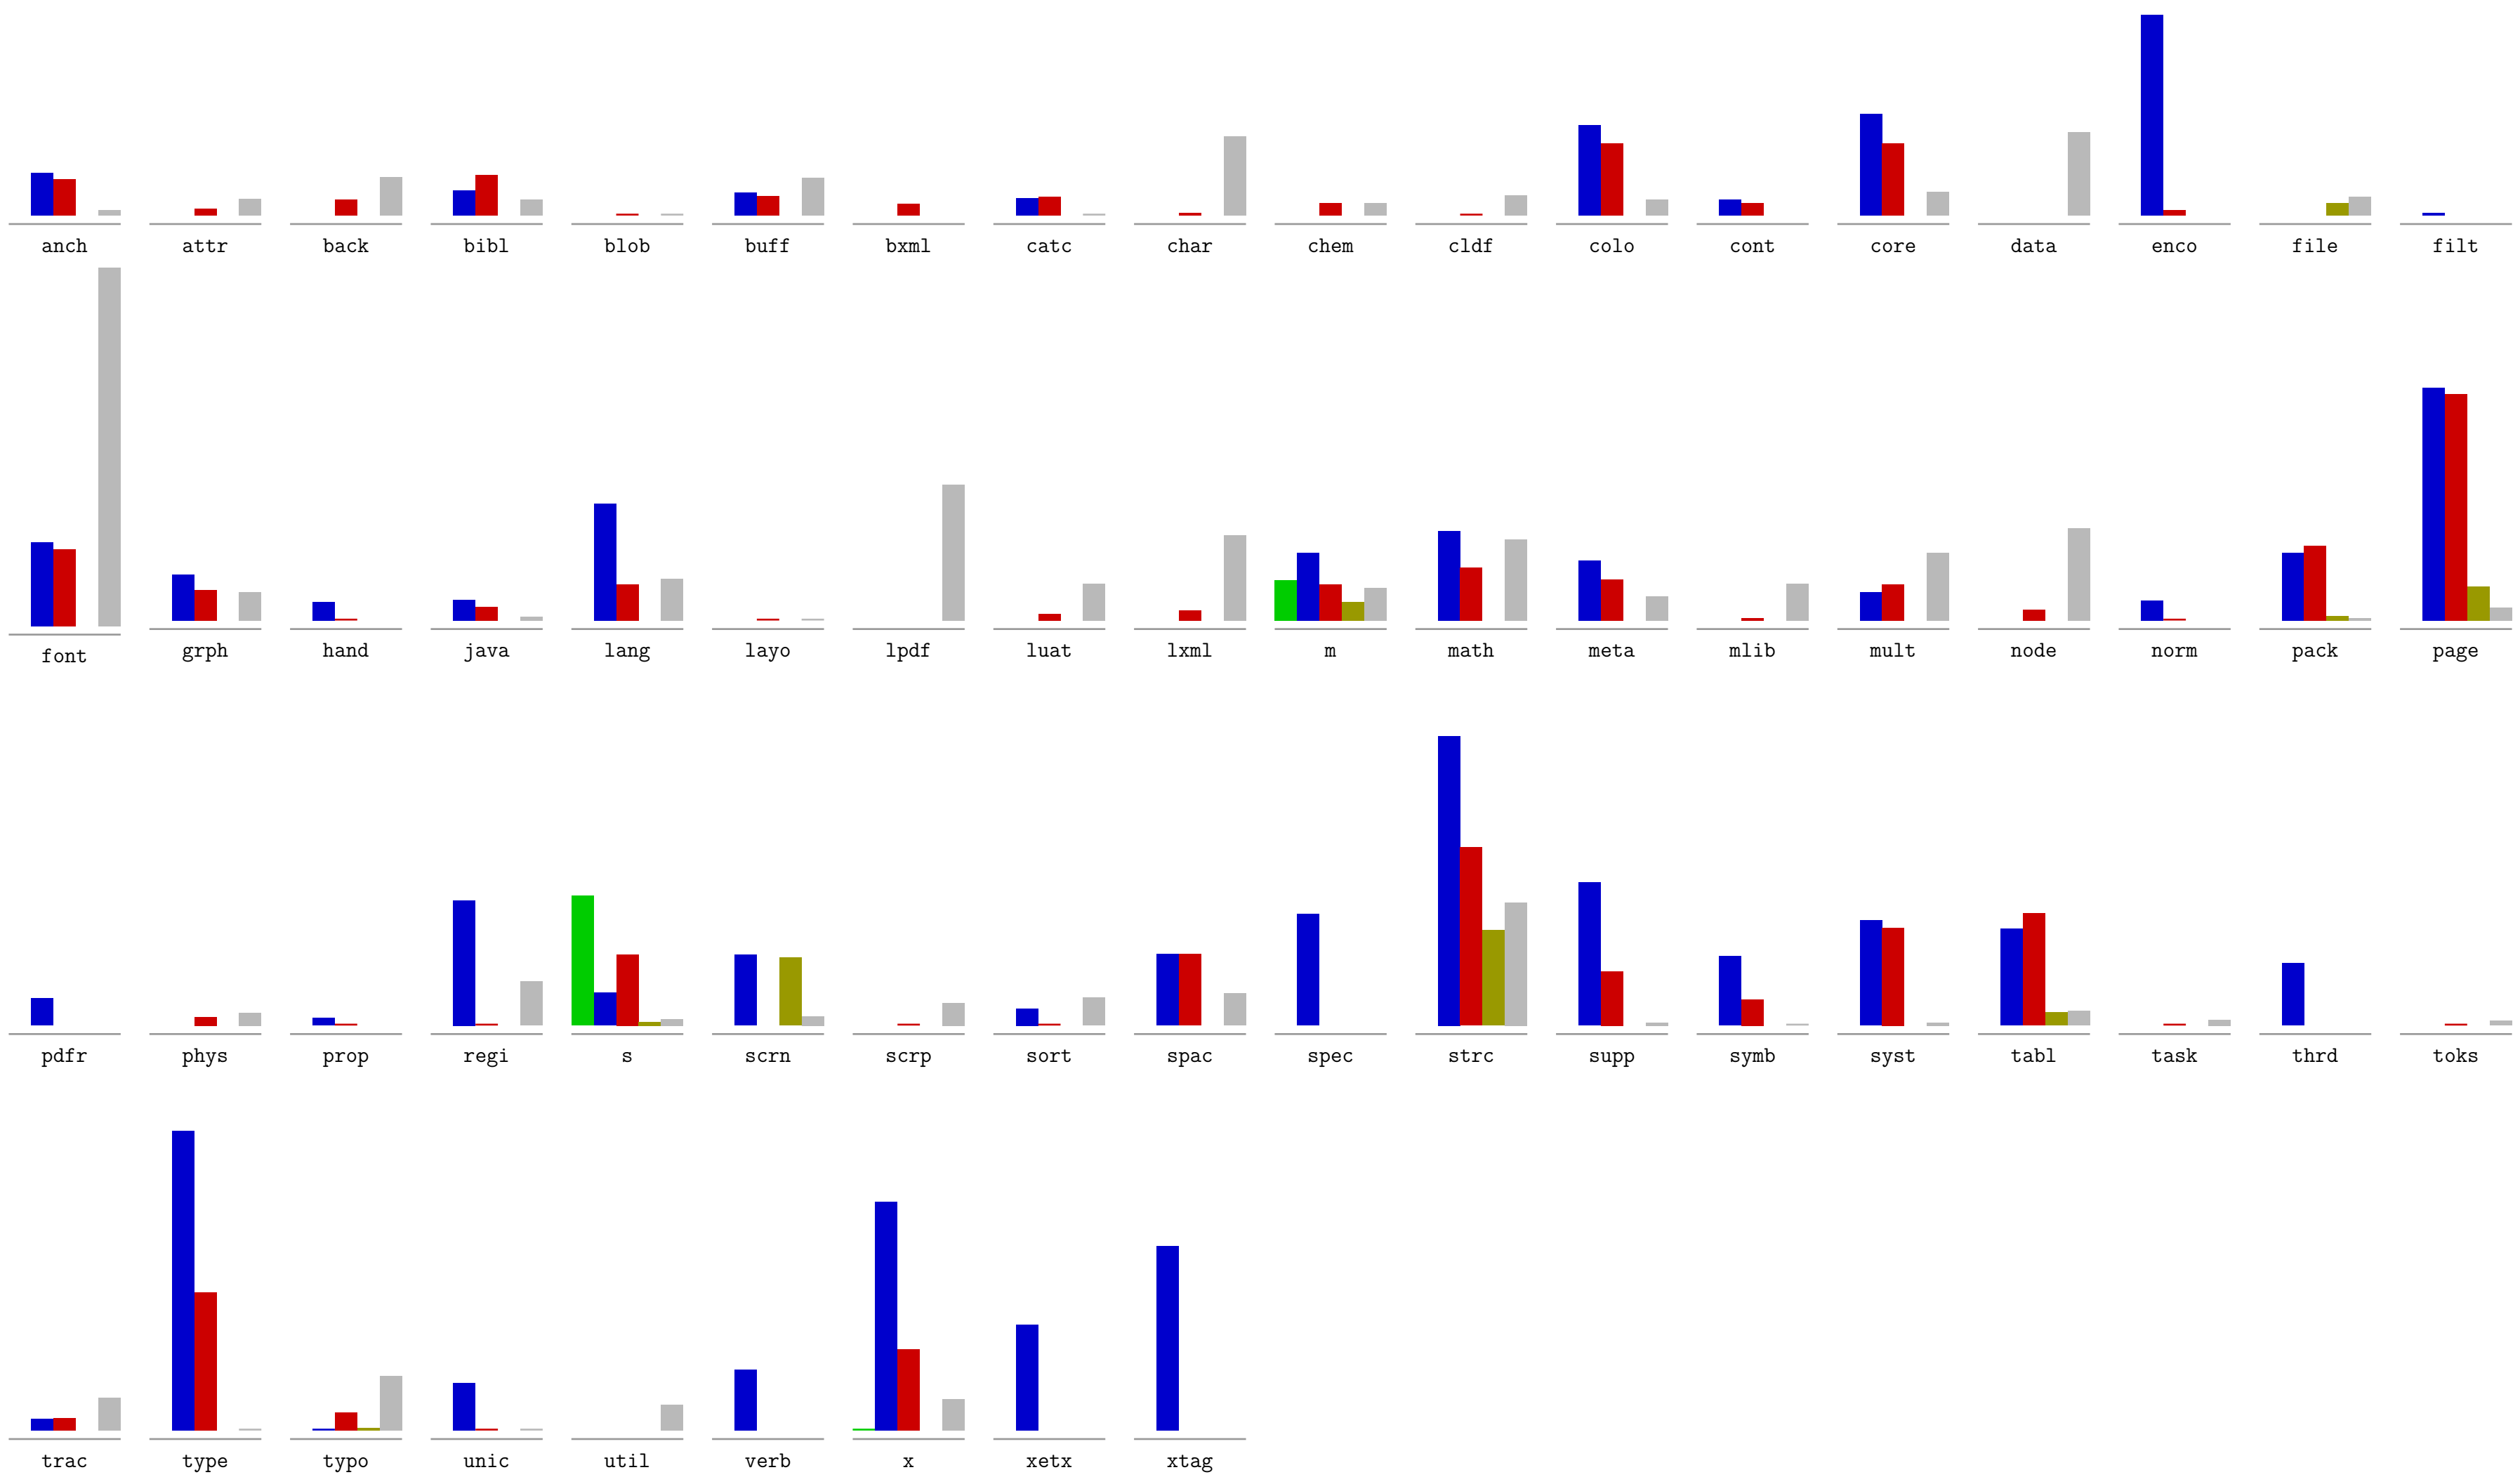 anch attr back bibl blob buff bxml catc char chem cldf colo cont core data enco file filt
font grph hand java lang layo lpdf luat lxml m math meta mlib mult node norm pack page
pdfr phys prop regi s scrn scrp sort spac spec strc supp symb syst tabl task thrd toks
trac type typo unic util verb x xetx xtag